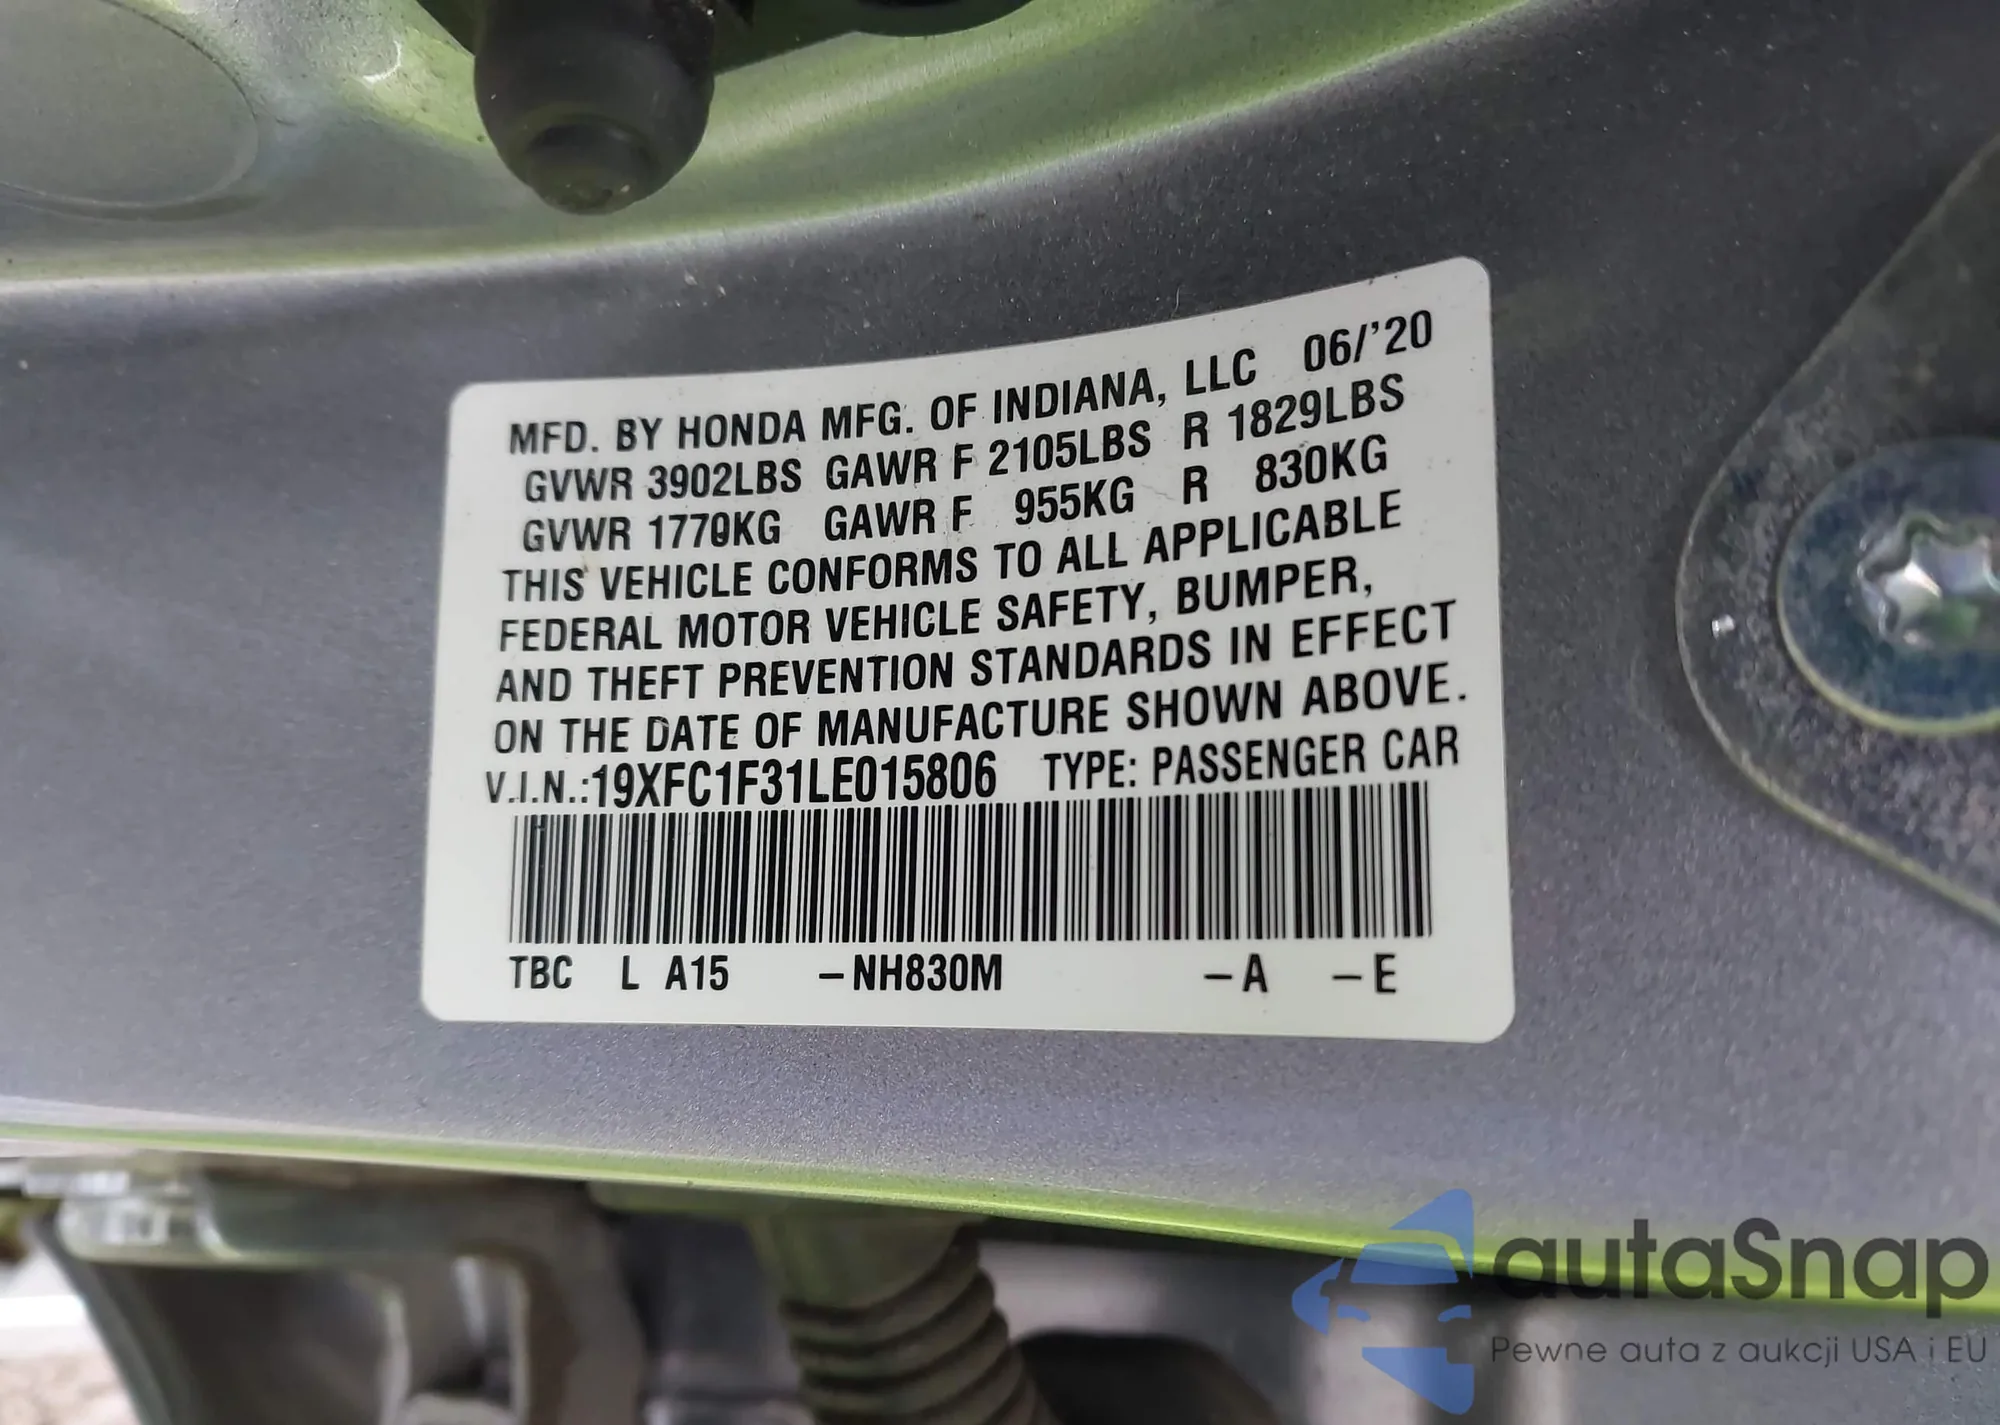 MFD. BY HONDA MFG. OF INDIANA, LLC 06/'20
GVWR 3902LBS GAWR F 2105LBS R 1829LBS
GVWR 1770KG GAWR F 955KG R 830KG
THIS VEHICLE CONFORMS TO ALL APPLICABLE
FEDERAL MOTOR VEHICLE SAFETY, BUMPER,
AND THEFT PREVENTION STANDARDS IN EFFECT
ON THE DATE OF MANUFACTURE SHOWN ABOVE.
V.I.N.:19XFC1F31LE015806 TYPE: PASSENGER CAR
TBC L A15 –NH830M –A –E
autaSnap
Pewne auta z aukcji USA i EU